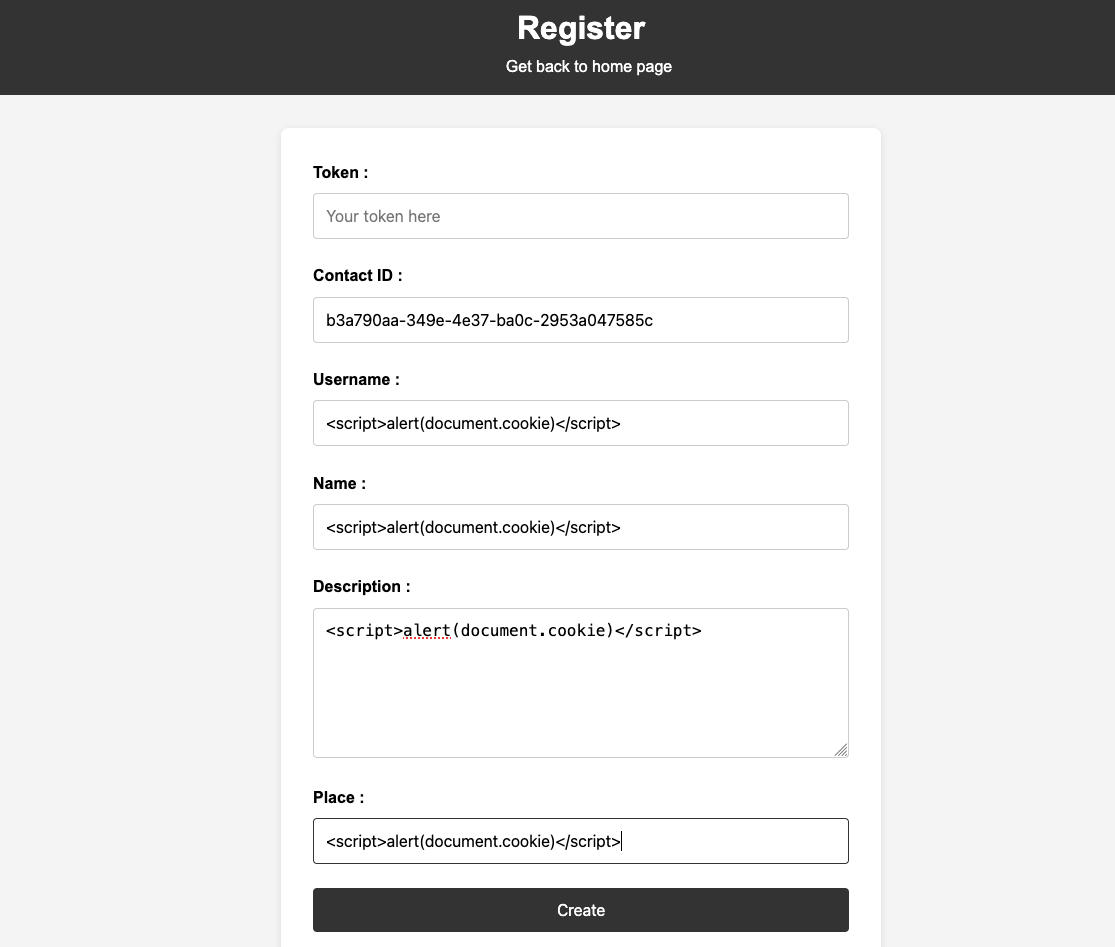 Register
Get back to home page
Token :
Your token here
Contact ID :
b3a790aa-349e-4e37-ba0c-2953a047585c
Username :
<script>alert(document.cookie)</script>
Name :
<script>alert(document.cookie)</script>
Description :
<script>alert(document.cookie)</script>
Place :
<script>alert(document.cookie)</script>
Create